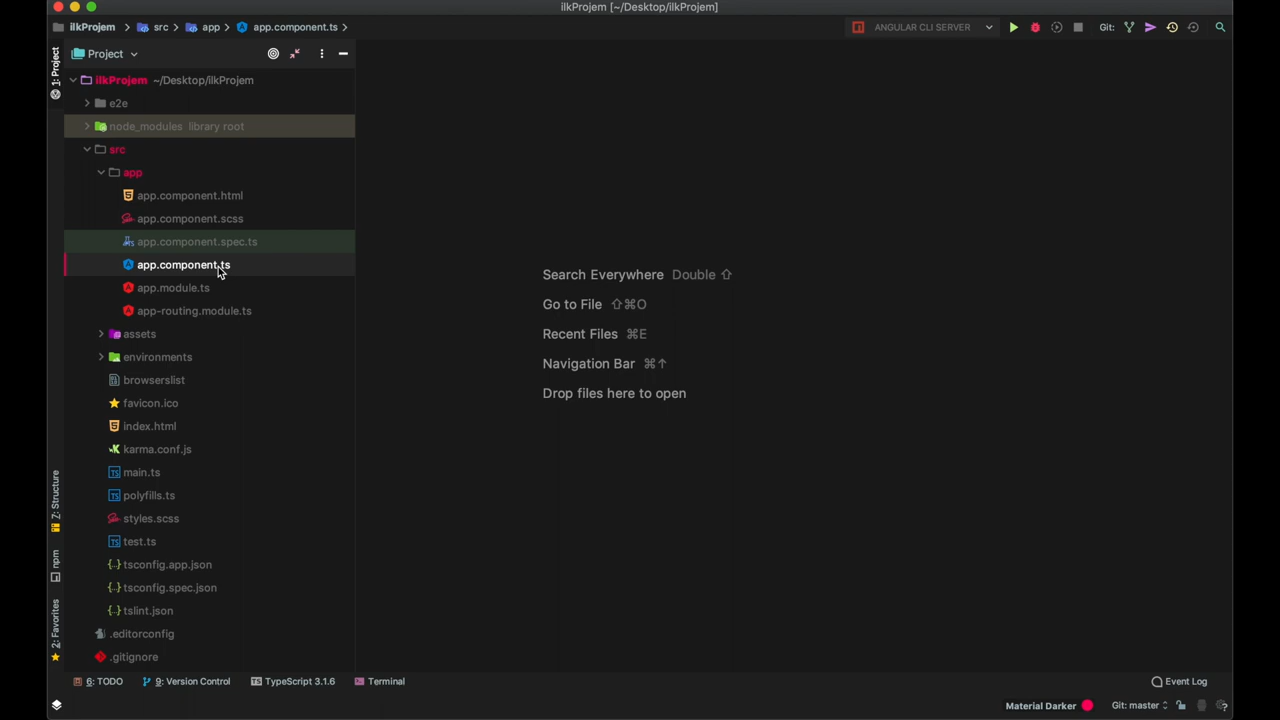 ilkProjem [~/Desktop/ilkProjem]
ilkProjem src app app.component.ts
ANGULAR CLI SERVER Git:
1: Project
Project
ilkProjem ~/Desktop/ilkProjem
e2e
node_modules library root
src
app
app.component.html
app.component.scss
app.component.spec.ts
app.component.ts
app.module.ts
app-routing.module.ts
assets
environments
browserslist
favicon.ico
index.html
karma.conf.js
main.ts
polyfills.ts
styles.scss
test.ts
tsconfig.app.json
tsconfig.spec.json
tslint.json
.editorconfig
.gitignore
Search Everywhere Double ⇧
Go to File ⇧⌘O
Recent Files ⌘E
Navigation Bar ⌘↑
Drop files here to open
Z: Structure
npm
2: Favorites
6: TODO 9: Version Control TypeScript 3.1.6 Terminal Event Log
Material Darker Git: master